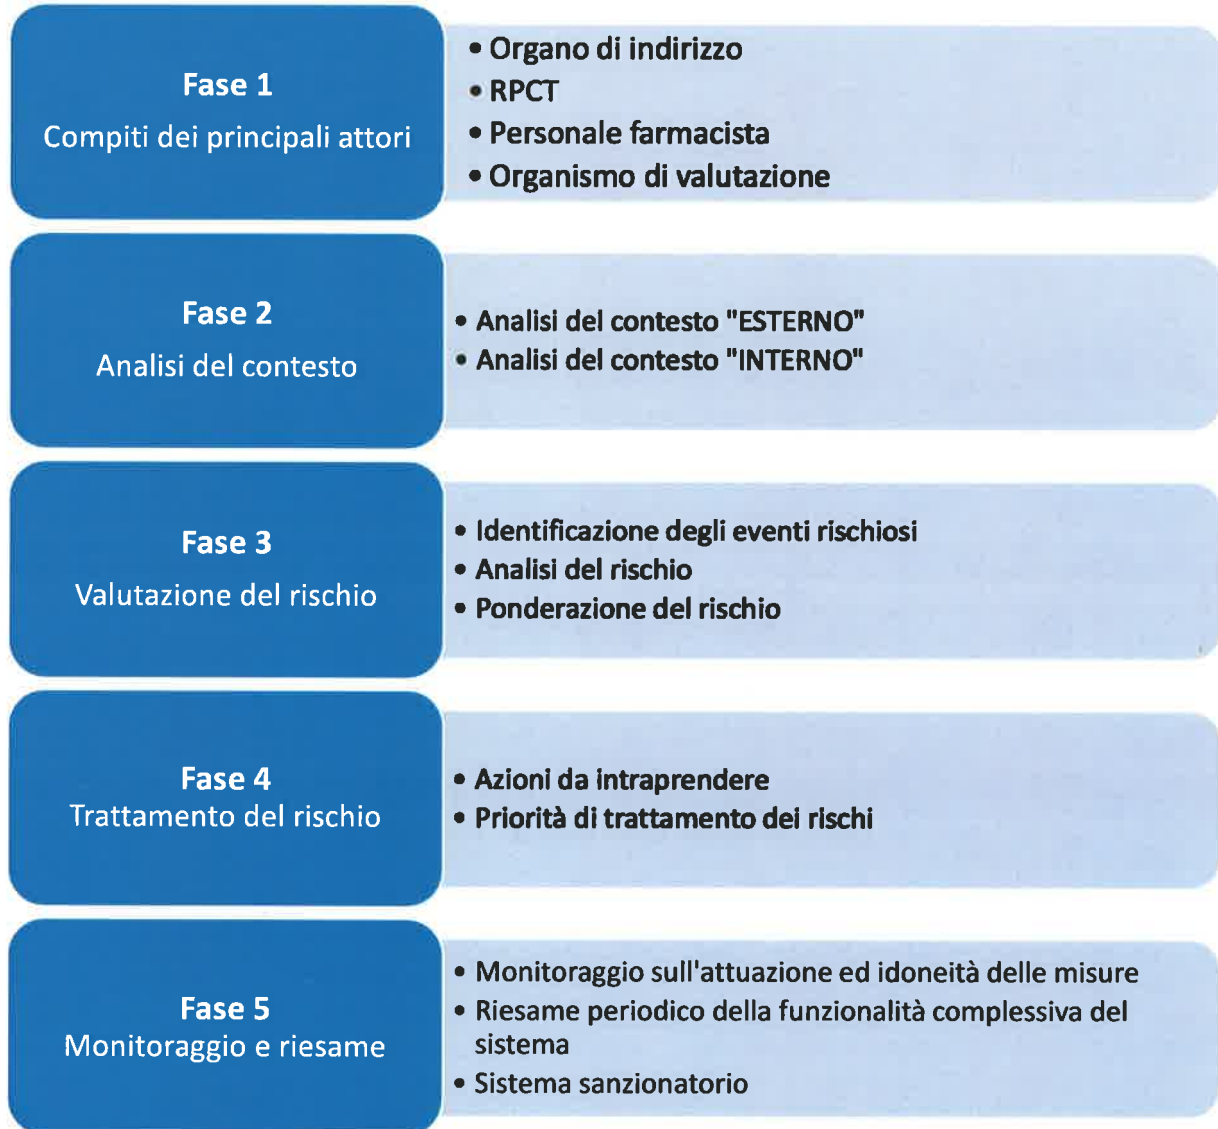 Fase 1
Compiti dei principali attori
• Organo di indirizzo
• RPCT
• Personale farmacista
• Organismo di valutazione
Fase 2
Analisi del contesto
• Analisi del contesto "ESTERNO"
• Analisi del contesto "INTERNO"
Fase 3
Valutazione del rischio
• Identificazione degli eventi rischiosi
• Analisi del rischio
• Ponderazione del rischio
Fase 4
Trattamento del rischio
• Azioni da intraprendere
• Priorità di trattamento dei rischi
Fase 5
Monitoraggio e riesame
• Monitoraggio sull'attuazione ed idoneità delle misure
• Riesame periodico della funzionalità complessiva del
sistema
• Sistema sanzionatorio